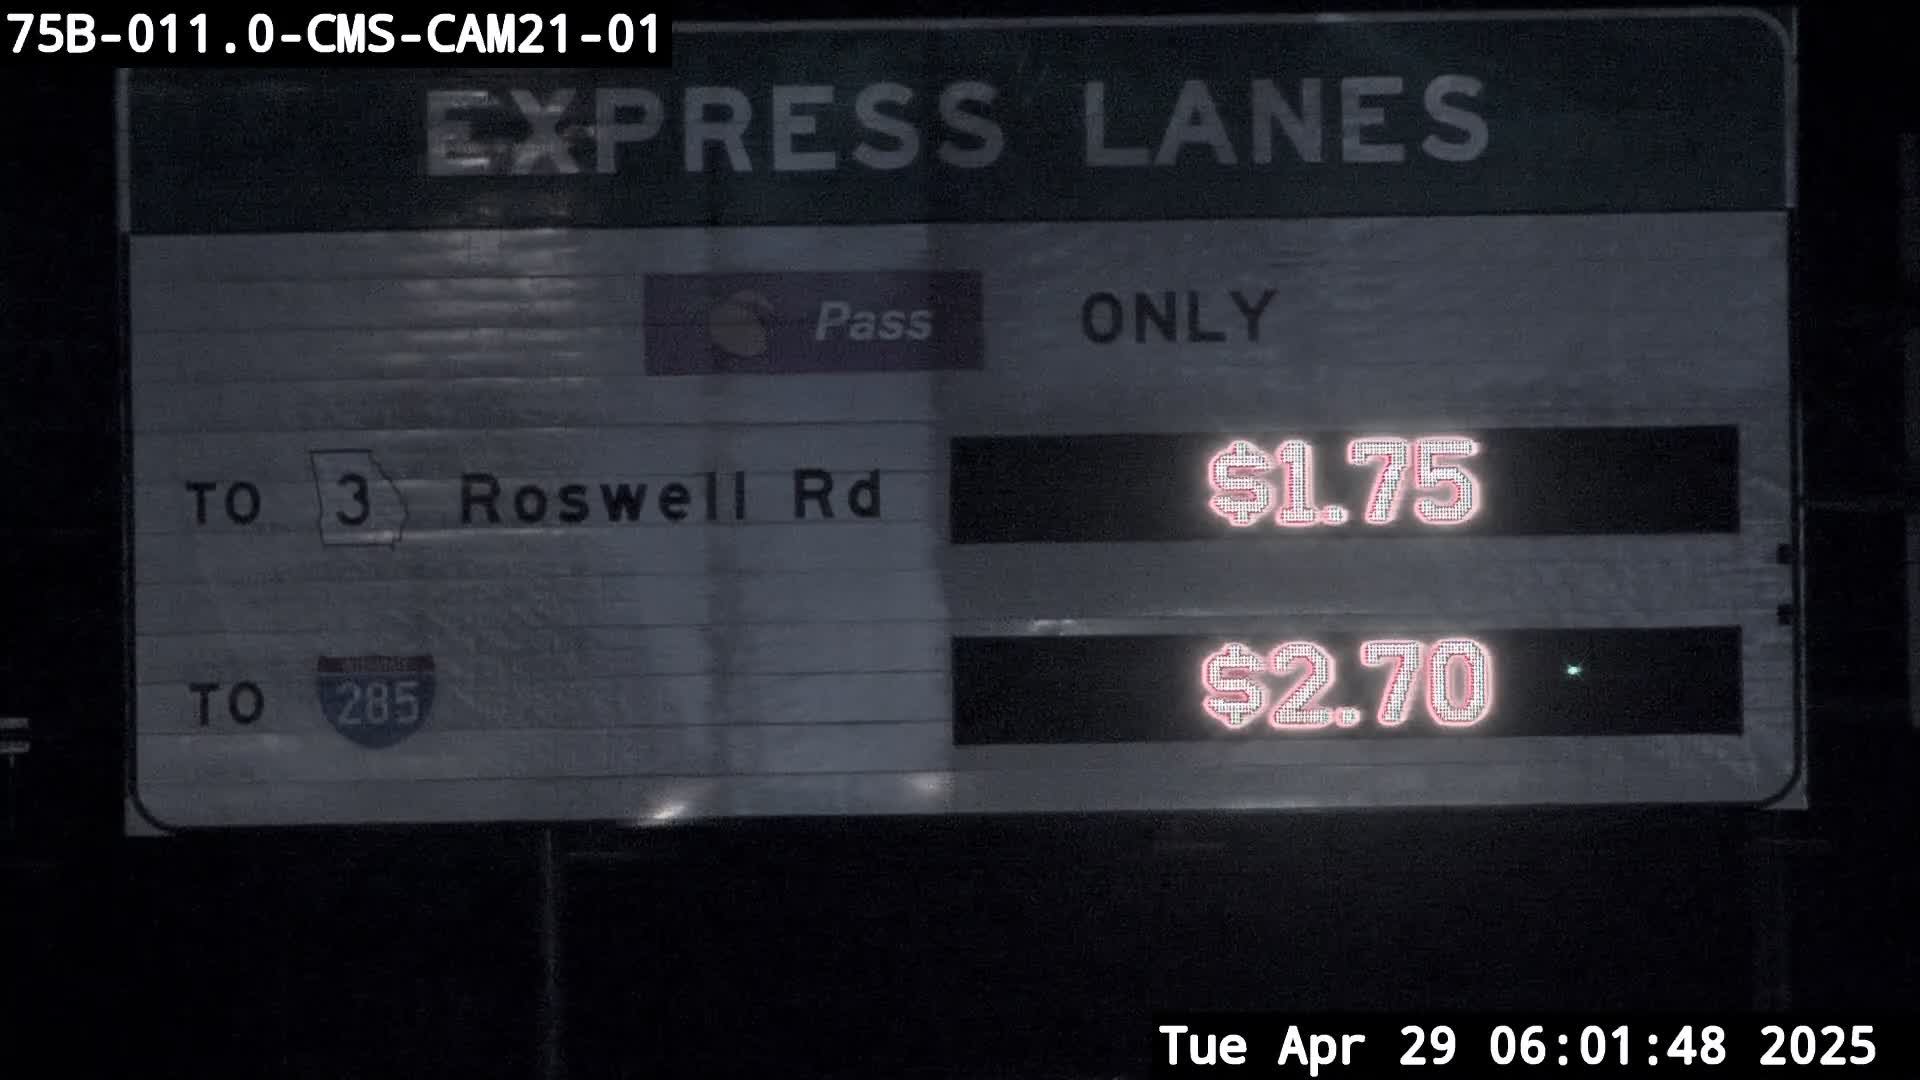 75B-011.0-CMS-CAM21-01
EXPRESS LANES
Pass ONLY
TO 3 Roswell Rd $1.75
TO 285 $2.70
Tue Apr 29 06:01:48 2025